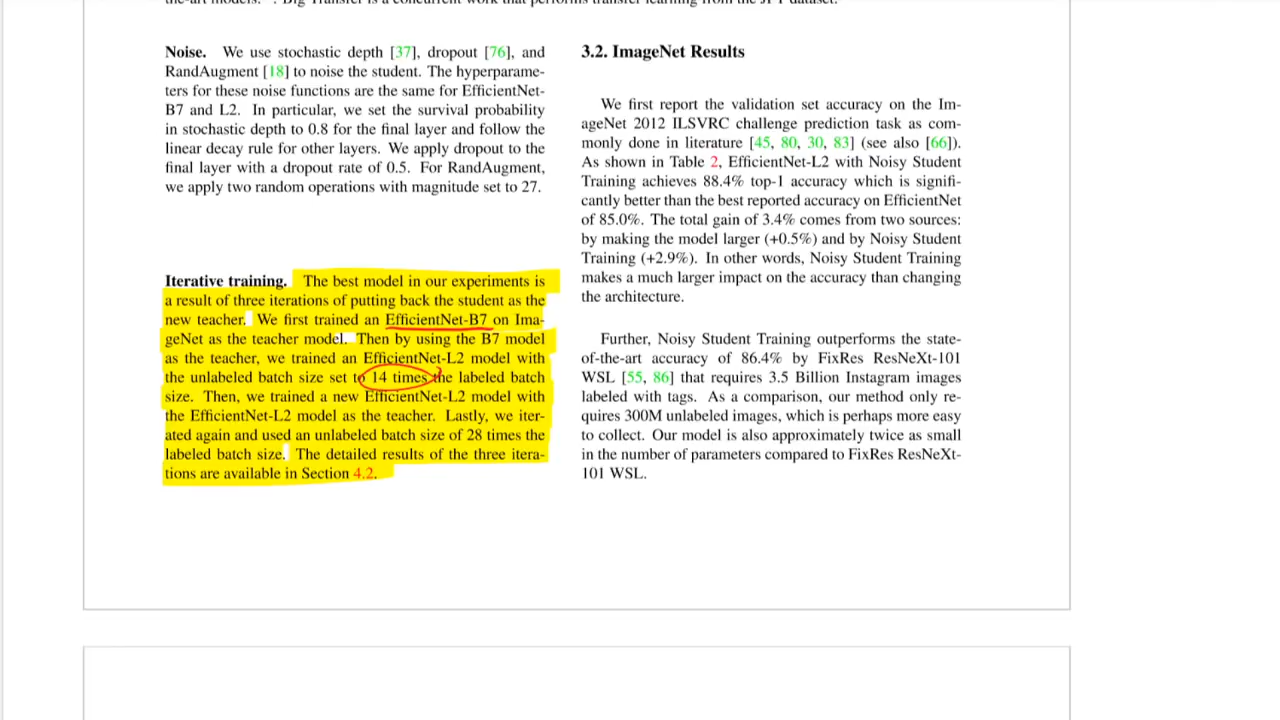 Noise. We use stochastic depth [37], dropout [76], and
RandAugment [18] to noise the student. The hyperparame-
ters for these noise functions are the same for EfficientNet-
B7 and L2. In particular, we set the survival probability
in stochastic depth to 0.8 for the final layer and follow the
linear decay rule for other layers. We apply dropout to the
final layer with a dropout rate of 0.5. For RandAugment,
we apply two random operations with magnitude set to 27.
Iterative training. The best model in our experiments is
a result of three iterations of putting back the student as the
new teacher. We first trained an EfficientNet-B7 on Ima-
geNet as the teacher model. Then by using the B7 model
as the teacher, we trained an EfficientNet-L2 model with
the unlabeled batch size set to 14 times the labeled batch
size. Then, we trained a new EfficientNet-L2 model with
the EfficientNet-L2 model as the teacher. Lastly, we iter-
ated again and used an unlabeled batch size of 28 times the
labeled batch size. The detailed results of the three itera-
tions are available in Section 4.2.
3.2. ImageNet Results
We first report the validation set accuracy on the Im-
ageNet 2012 ILSVRC challenge prediction task as com-
monly done in literature [45, 80, 30, 83] (see also [66]).
As shown in Table 2, EfficientNet-L2 with Noisy Student
Training achieves 88.4% top-1 accuracy which is signifi-
cantly better than the best reported accuracy on EfficientNet
of 85.0%. The total gain of 3.4% comes from two sources:
by making the model larger (+0.5%) and by Noisy Student
Training (+2.9%). In other words, Noisy Student Training
makes a much larger impact on the accuracy than changing
the architecture.
Further, Noisy Student Training outperforms the state-
of-the-art accuracy of 86.4% by FixRes ResNeXt-101
WSL [55, 86] that requires 3.5 Billion Instagram images
labeled with tags. As a comparison, our method only re-
quires 300M unlabeled images, which is perhaps more easy
to collect. Our model is also approximately twice as small
in the number of parameters compared to FixRes ResNeXt-
101 WSL.